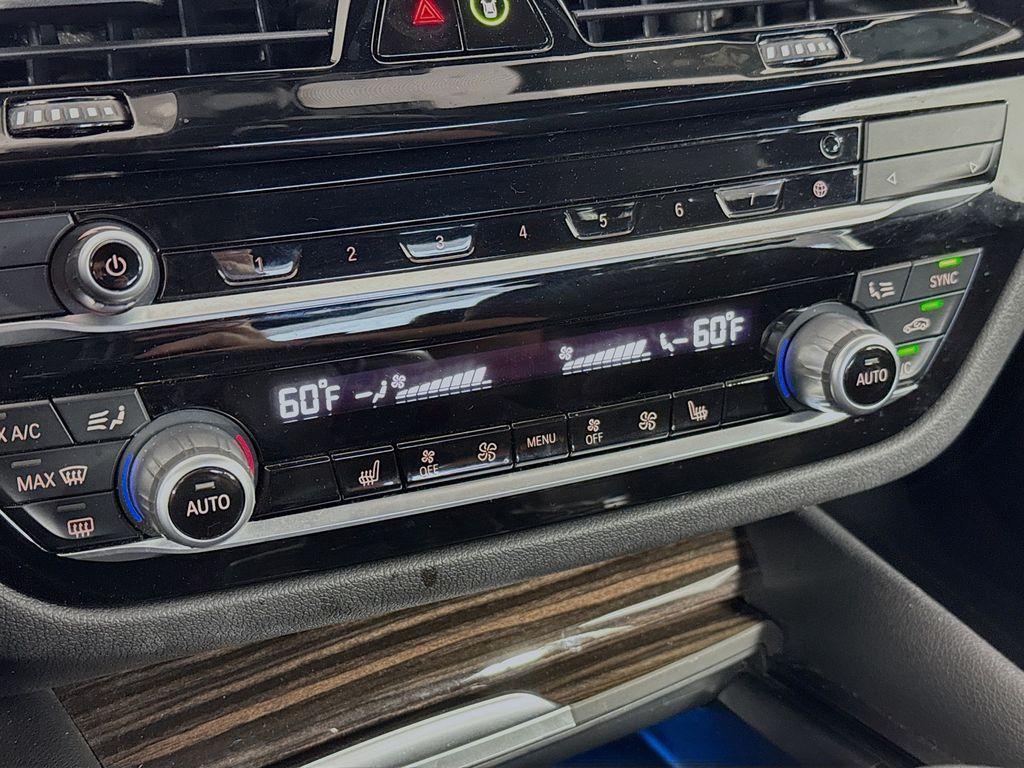 1 2 3 4 5 6 7
SYNC
60°F 60°F
X A/C
AUTO
MAX
OFF MENU OFF
AUTO